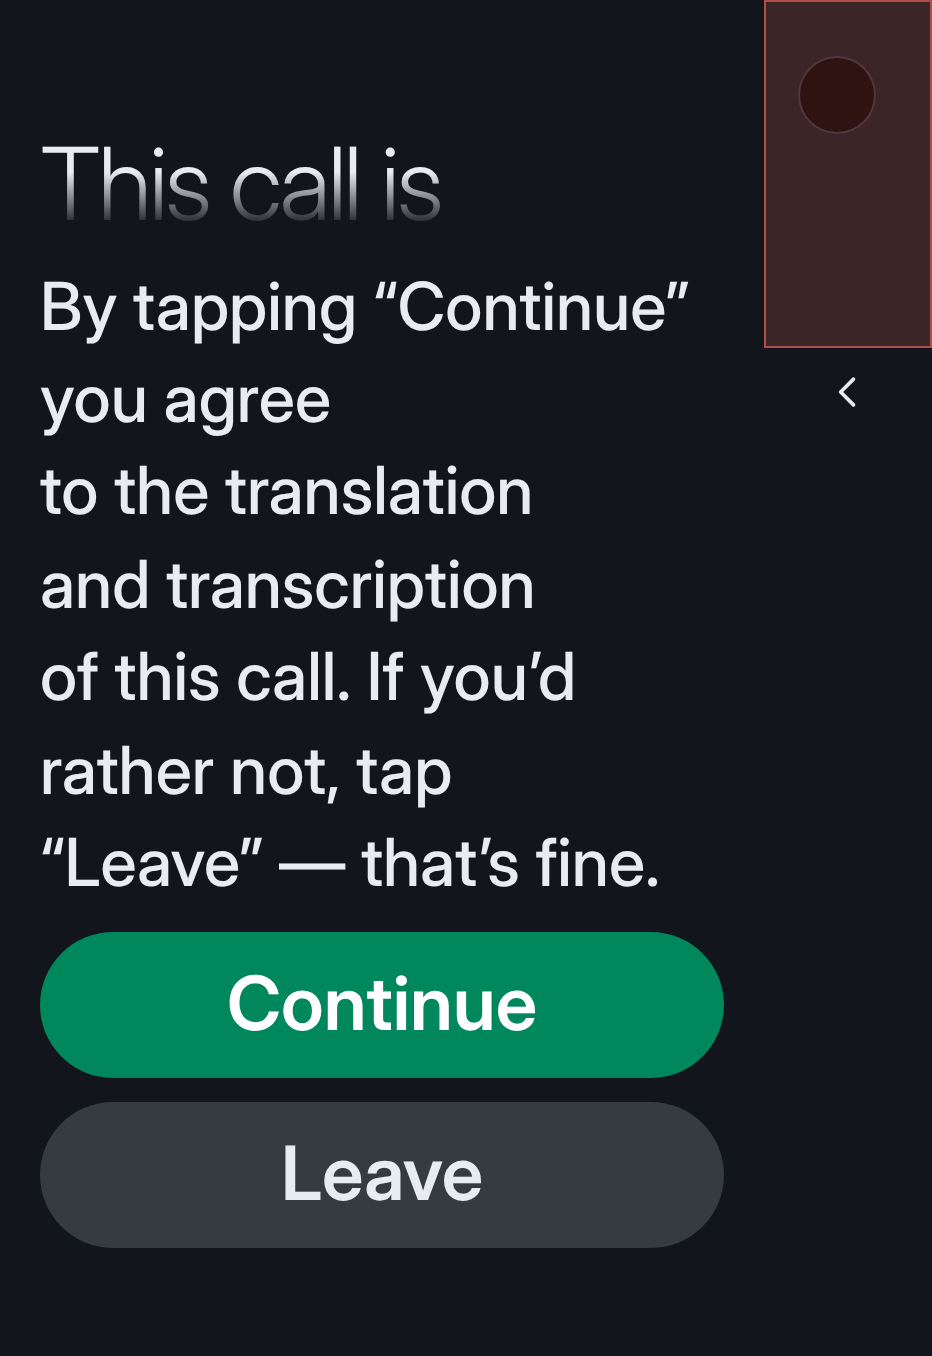 This call is
By tapping “Continue”
you agree
to the translation
and transcription
of this call. If you’d
rather not, tap
“Leave” — that’s fine.
Continue
Leave